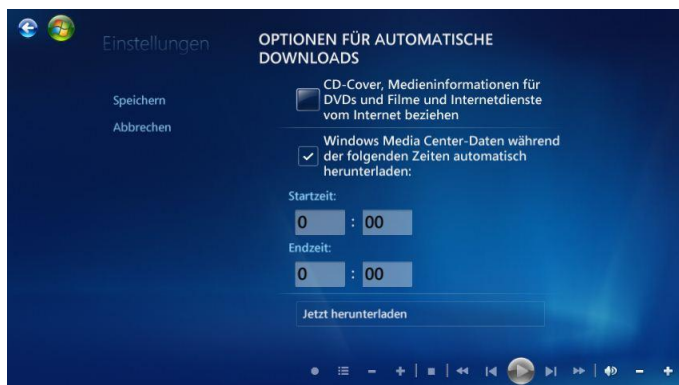 Einstellungen
OPTIONEN FÜR AUTOMATISCHE
DOWNLOADS
Speichern
Abbrechen
CD-Cover, Medieninformationen für
DVDs und Filme und Internetdienste
vom Internet beziehen
Windows Media Center-Daten während
der folgenden Zeiten automatisch
herunterladen:
Startzeit:
0 : 00
Endzeit:
0 : 00
Jetzt herunterladen